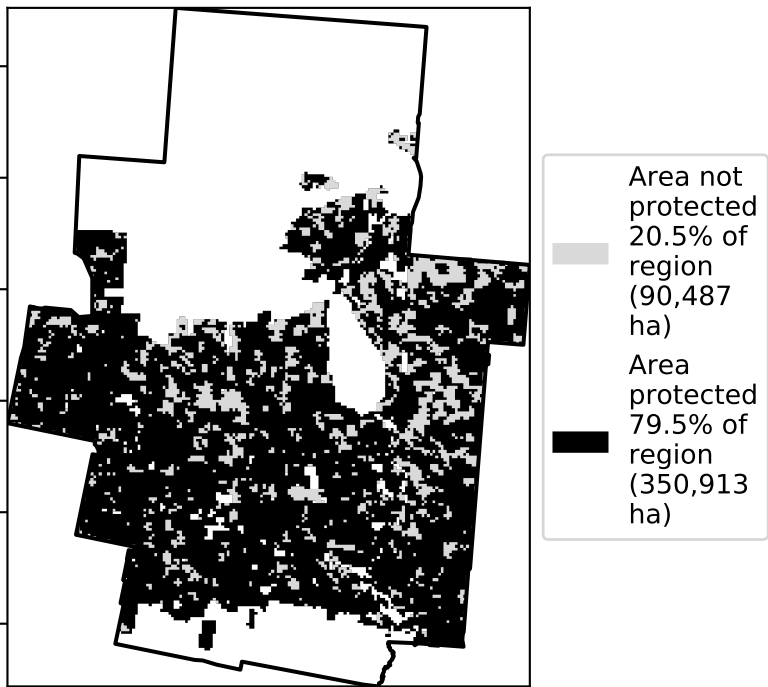 Area not
protected
20.5% of
region
(90,487
ha)
Area
protected
79.5% of
region
(350,913
ha)